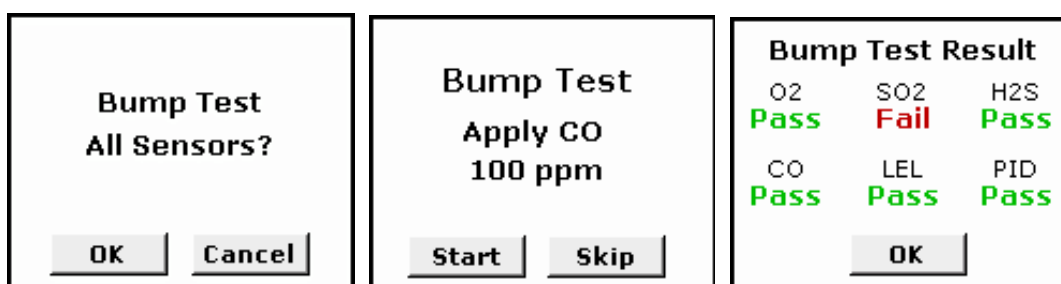 Bump Test
All Sensors?
OK Cancel
Bump Test
Apply CO
100 ppm
Start Skip
Bump Test Result
O2 SO2 H2S
Pass Fail Pass
CO LEL PID
Pass Pass Pass
OK